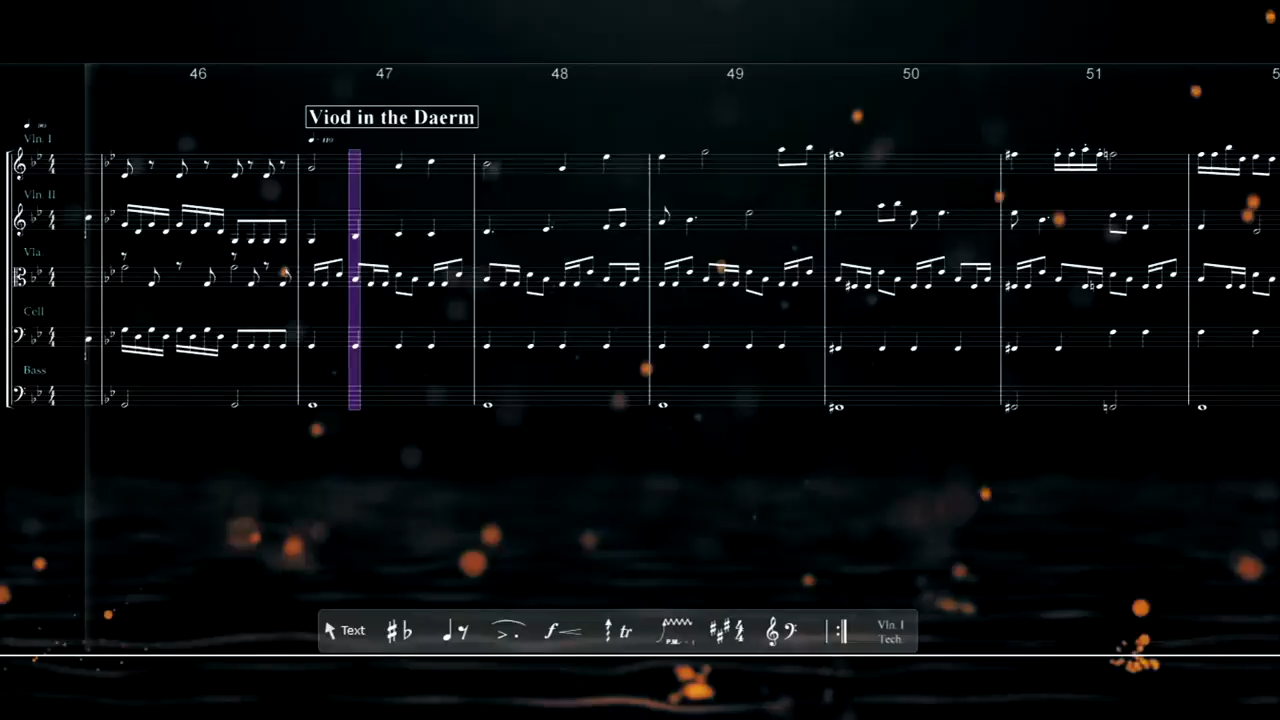 46 47 48 49 50 51
Viod in the Daerm
Vln. I
Vln. II
Vla.
Cell
Bass
Text
f
tr
P.M.
Vln. I
Tech.